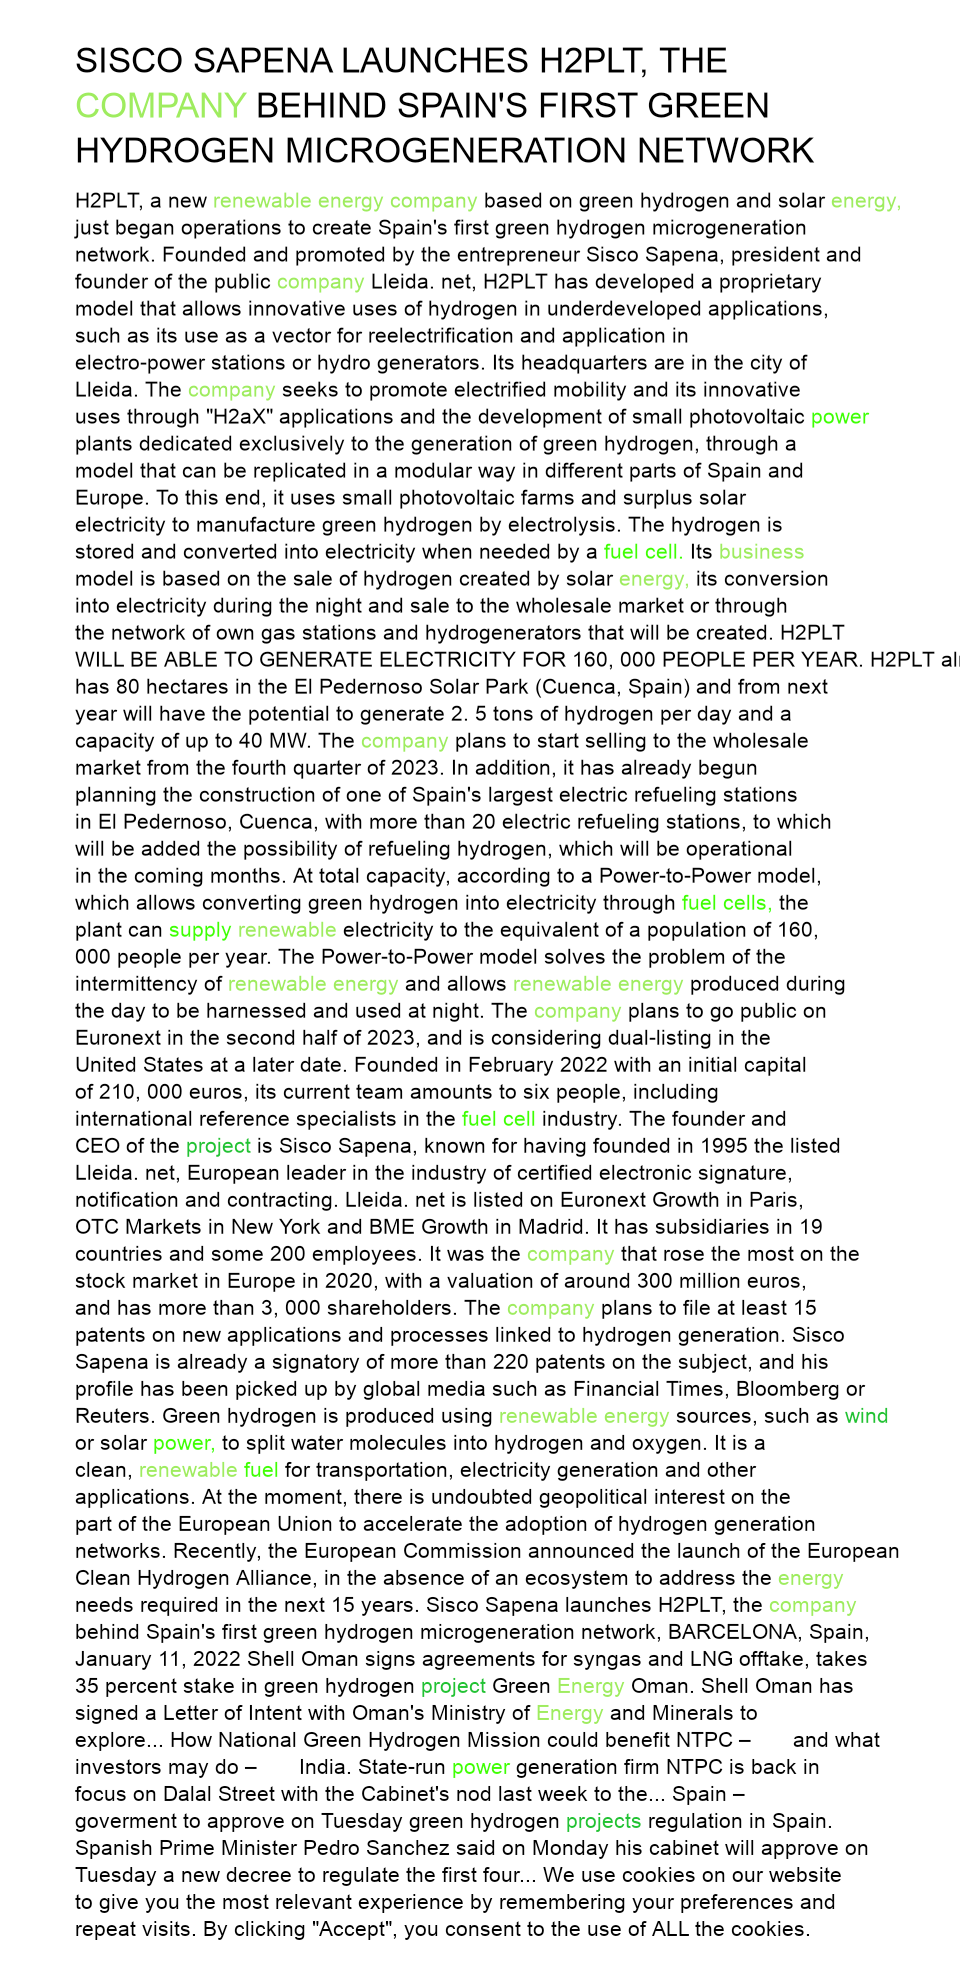 SISCO SAPENA LAUNCHES H2PLT, THE
COMPANY BEHIND SPAIN'S FIRST GREEN
HYDROGEN MICROGENERATION NETWORK
H2PLT, a new renewable energy company based on green hydrogen and solar energy,
just began operations to create Spain's first green hydrogen microgeneration
network. Founded and promoted by the entrepreneur Sisco Sapena, president and
founder of the public company Lleida. net, H2PLT has developed a proprietary
model that allows innovative uses of hydrogen in underdeveloped applications,
such as its use as a vector for reelectrification and application in
electro-power stations or hydro generators. Its headquarters are in the city of
Lleida. The company seeks to promote electrified mobility and its innovative
uses through "H2aX" applications and the development of small photovoltaic power
plants dedicated exclusively to the generation of green hydrogen, through a
model that can be replicated in a modular way in different parts of Spain and
Europe. To this end, it uses small photovoltaic farms and surplus solar
electricity to manufacture green hydrogen by electrolysis. The hydrogen is
stored and converted into electricity when needed by a fuel cell. Its business
model is based on the sale of hydrogen created by solar energy, its conversion
into electricity during the night and sale to the wholesale market or through
the network of own gas stations and hydrogenerators that will be created. H2PLT
WILL BE ABLE TO GENERATE ELECTRICITY FOR 160, 000 PEOPLE PER YEAR. H2PLT
has 80 hectares in the El Pedernoso Solar Park (Cuenca, Spain) and from next
year will have the potential to generate 2. 5 tons of hydrogen per day and a
capacity of up to 40 MW. The company plans to start selling to the wholesale
market from the fourth quarter of 2023. In addition, it has already begun
planning the construction of one of Spain's largest electric refueling stations
in El Pedernoso, Cuenca, with more than 20 electric refueling stations, to which
will be added the possibility of refueling hydrogen, which will be operational
in the coming months. At total capacity, according to a Power-to-Power model,
which allows converting green hydrogen into electricity through fuel cells, the
plant can supply renewable electricity to the equivalent of a population of 160,
000 people per year. The Power-to-Power model solves the problem of the
intermittency of renewable energy and allows renewable energy produced during
the day to be harnessed and used at night. The company plans to go public on
Euronext in the second half of 2023, and is considering dual-listing in the
United States at a later date. Founded in February 2022 with an initial capital
of 210, 000 euros, its current team amounts to six people, including
international reference specialists in the fuel cell industry. The founder and
CEO of the project is Sisco Sapena, known for having founded in 1995 the listed
Lleida. net, European leader in the industry of certified electronic signature,
notification and contracting. Lleida. net is listed on Euronext Growth in Paris,
OTC Markets in New York and BME Growth in Madrid. It has subsidiaries in 19
countries and some 200 employees. It was the company that rose the most on the
stock market in Europe in 2020, with a valuation of around 300 million euros,
and has more than 3, 000 shareholders. The company plans to file at least 15
patents on new applications and processes linked to hydrogen generation. Sisco
Sapena is already a signatory of more than 220 patents on the subject, and his
profile has been picked up by global media such as Financial Times, Bloomberg or
Reuters. Green hydrogen is produced using renewable energy sources, such as wind
or solar power, to split water molecules into hydrogen and oxygen. It is a
clean, renewable fuel for transportation, electricity generation and other
applications. At the moment, there is undoubted geopolitical interest on the
part of the European Union to accelerate the adoption of hydrogen generation
networks. Recently, the European Commission announced the launch of the European
Clean Hydrogen Alliance, in the absence of an ecosystem to address the energy
needs required in the next 15 years. Sisco Sapena launches H2PLT, the company
behind Spain's first green hydrogen microgeneration network, BARCELONA, Spain,
January 11, 2022 Shell Oman signs agreements for syngas and LNG offtake, takes
35 percent stake in green hydrogen project Green Energy Oman. Shell Oman has
signed a Letter of Intent with Oman's Ministry of Energy and Minerals to
explore... How National Green Hydrogen Mission could benefit NTPC – and what
investors may do – India. State-run power generation firm NTPC is back in
focus on Dalal Street with the Cabinet's nod last week to the... Spain –
goverment to approve on Tuesday green hydrogen projects regulation in Spain.
Spanish Prime Minister Pedro Sanchez said on Monday his cabinet will approve on
Tuesday a new decree to regulate the first four... We use cookies on our website
to give you the most relevant experience by remembering your preferences and
repeat visits. By clicking "Accept", you consent to the use of ALL the cookies.